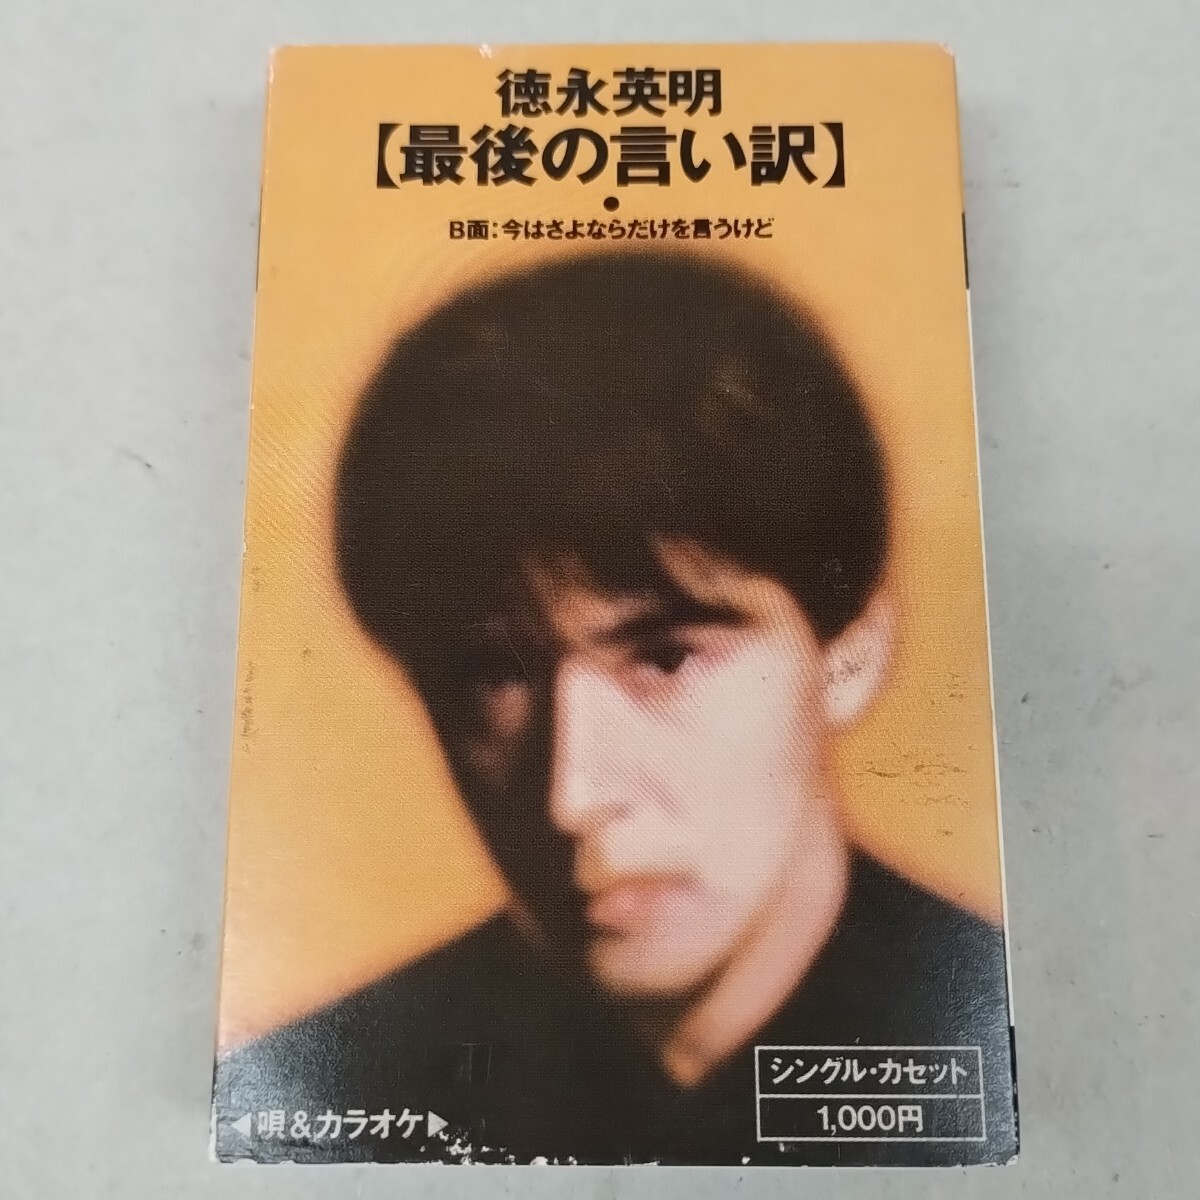 徳永英明
【最後の言い訳】
●
B面:今はさよならだけを言うけど
シングル・カセット
1,000円
◀唄&カラオケ▶